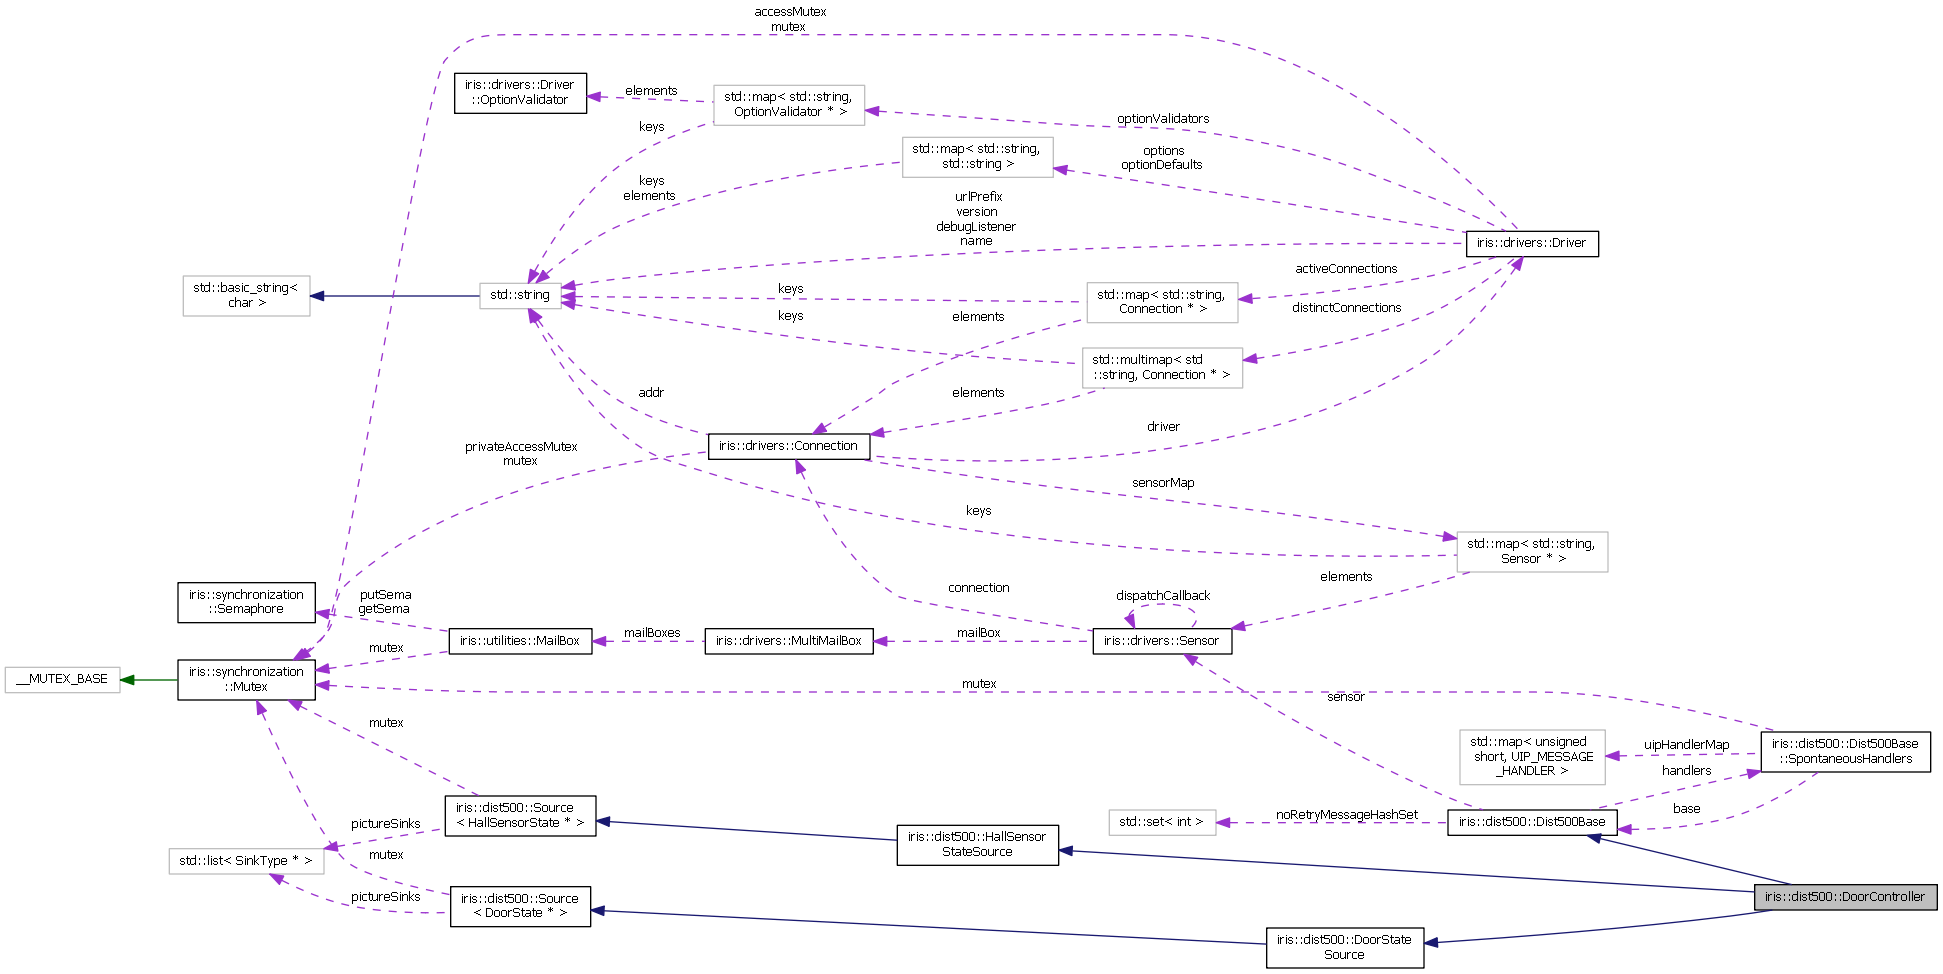 accessMutex
mutex
iris::drivers::Driver
::OptionValidator
elements
std::map< std::string,
OptionValidator * >
optionValidators
keys
std::map< std::string,
std::string >
options
optionDefaults
keys
elements
urlPrefix
version
debugListener
name
iris::drivers::Driver
std::basic_string<
char >
std::string
keys
std::map< std::string,
Connection * >
activeConnections
keys
elements
distinctConnections
std::multimap< std
::string, Connection * >
addr
elements
iris::drivers::Connection
driver
privateAccessMutex
mutex
sensorMap
keys
std::map< std::string,
Sensor * >
iris::synchronization
::Semaphore
putSema
getSema
connection
dispatchCallback
elements
iris::utilities::MailBox
mailBoxes
iris::drivers::MultiMailBox
mailBox
iris::drivers::Sensor
mutex
__MUTEX_BASE
iris::synchronization
::Mutex
mutex
sensor
mutex
std::map< unsigned
short, UIP_MESSAGE
_HANDLER >
uipHandlerMap
iris::dist500::Dist500Base
::SpontaneousHandlers
handlers
base
iris::dist500::Source
< HallSensorState * >
pictureSinks
std::set< int >
noRetryMessageHashSet
iris::dist500::Dist500Base
iris::dist500::HallSensor
StateSource
std::list< SinkType * >
mutex
pictureSinks
iris::dist500::Source
< DoorState * >
iris::dist500::DoorController
iris::dist500::DoorState
Source